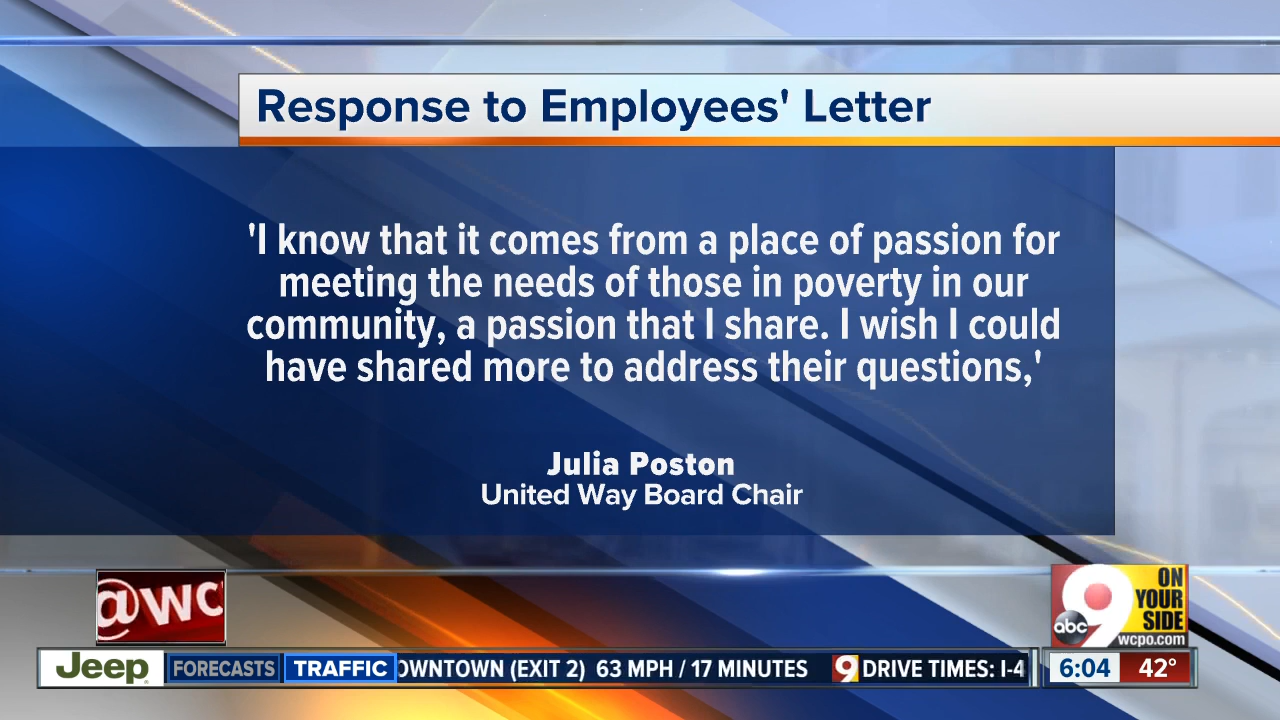 Response to Employees' Letter
'I know that it comes from a place of passion for
meeting the needs of those in poverty in our
community, a passion that I share. I wish I could
have shared more to address their questions,'
Julia Poston
United Way Board Chair
@WC
abc 9 ON
YOUR
SIDE
wcpo.com
Jeep FORECASTS TRAFFIC OWNTOWN (EXIT 2) 63 MPH / 17 MINUTES 9 DRIVE TIMES: I-4 6:04 42°